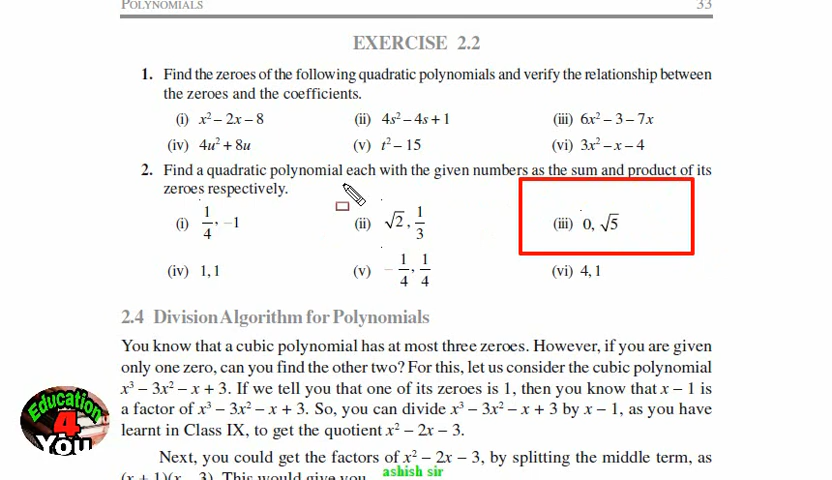 POLYNOMIALS 33
EXERCISE 2.2
1. Find the zeroes of the following quadratic polynomials and verify the relationship between
the zeroes and the coefficients.
(i) x² – 2x – 8 (ii) 4s² – 4s + 1 (iii) 6x² – 3 – 7x
(iv) 4u² + 8u (v) t² – 15 (vi) 3x² – x – 4
2. Find a quadratic polynomial each with the given numbers as the sum and product of its
zeroes respectively.
(i) 1/4, –1 (ii) √2, 1/3 (iii) 0, √5
(iv) 1, 1 (v) –1/4, 1/4 (vi) 4, 1
2.4 Division Algorithm for Polynomials
You know that a cubic polynomial has at most three zeroes. However, if you are given
only one zero, can you find the other two? For this, let us consider the cubic polynomial
x³ – 3x² – x + 3. If we tell you that one of its zeroes is 1, then you know that x – 1 is
a factor of x³ – 3x² – x + 3. So, you can divide x³ – 3x² – x + 3 by x – 1, as you have
learnt in Class IX, to get the quotient x² – 2x – 3.
Next, you could get the factors of x² – 2x – 3, by splitting the middle term, as
(x + 1)(x – 3). This would give you
Education
4
You
ashish sir